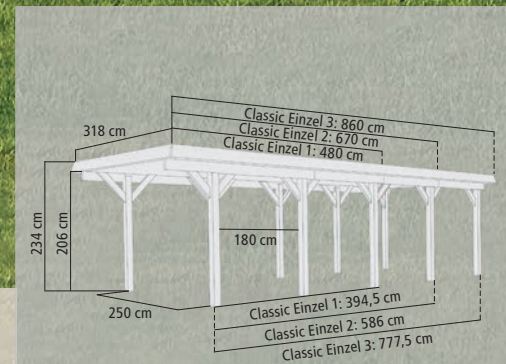 Classic Einzel 3: 860 cm
318 cm
Classic Einzel 2: 670 cm
Classic Einzel 1: 480 cm
234 cm
206 cm
180 cm
250 cm
Classic Einzel 1: 394,5 cm
Classic Einzel 2: 586 cm
Classic Einzel 3: 777,5 cm